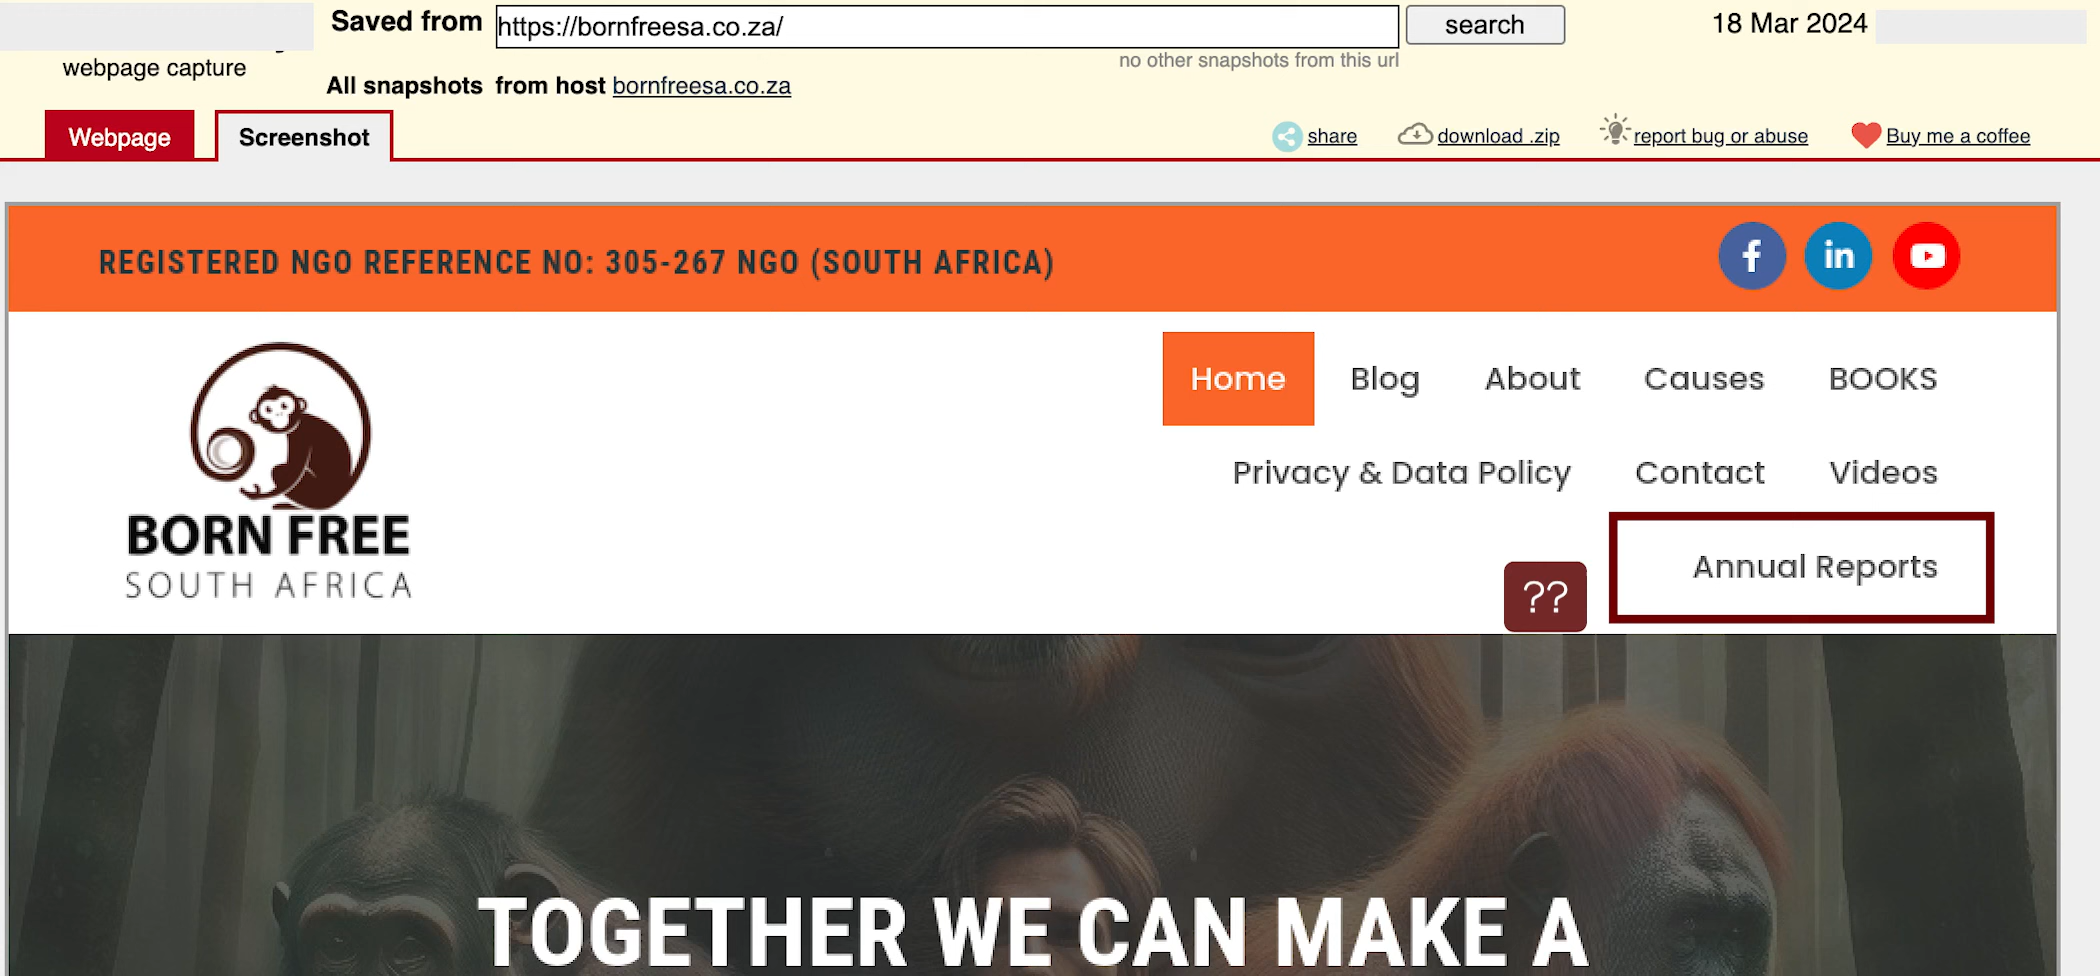 Saved from https://bornfreesa.co.za/ search 18 Mar 2024
no other snapshots from this url
webpage capture
All snapshots from host bornfreesa.co.za
Webpage Screenshot share download .zip report bug or abuse Buy me a coffee
REGISTERED NGO REFERENCE NO: 305-267 NGO (SOUTH AFRICA)
f in
Home Blog About Causes BOOKS
Privacy & Data Policy Contact Videos
Annual Reports
??
BORN FREE
SOUTH AFRICA
TOGETHER WE CAN MAKE A